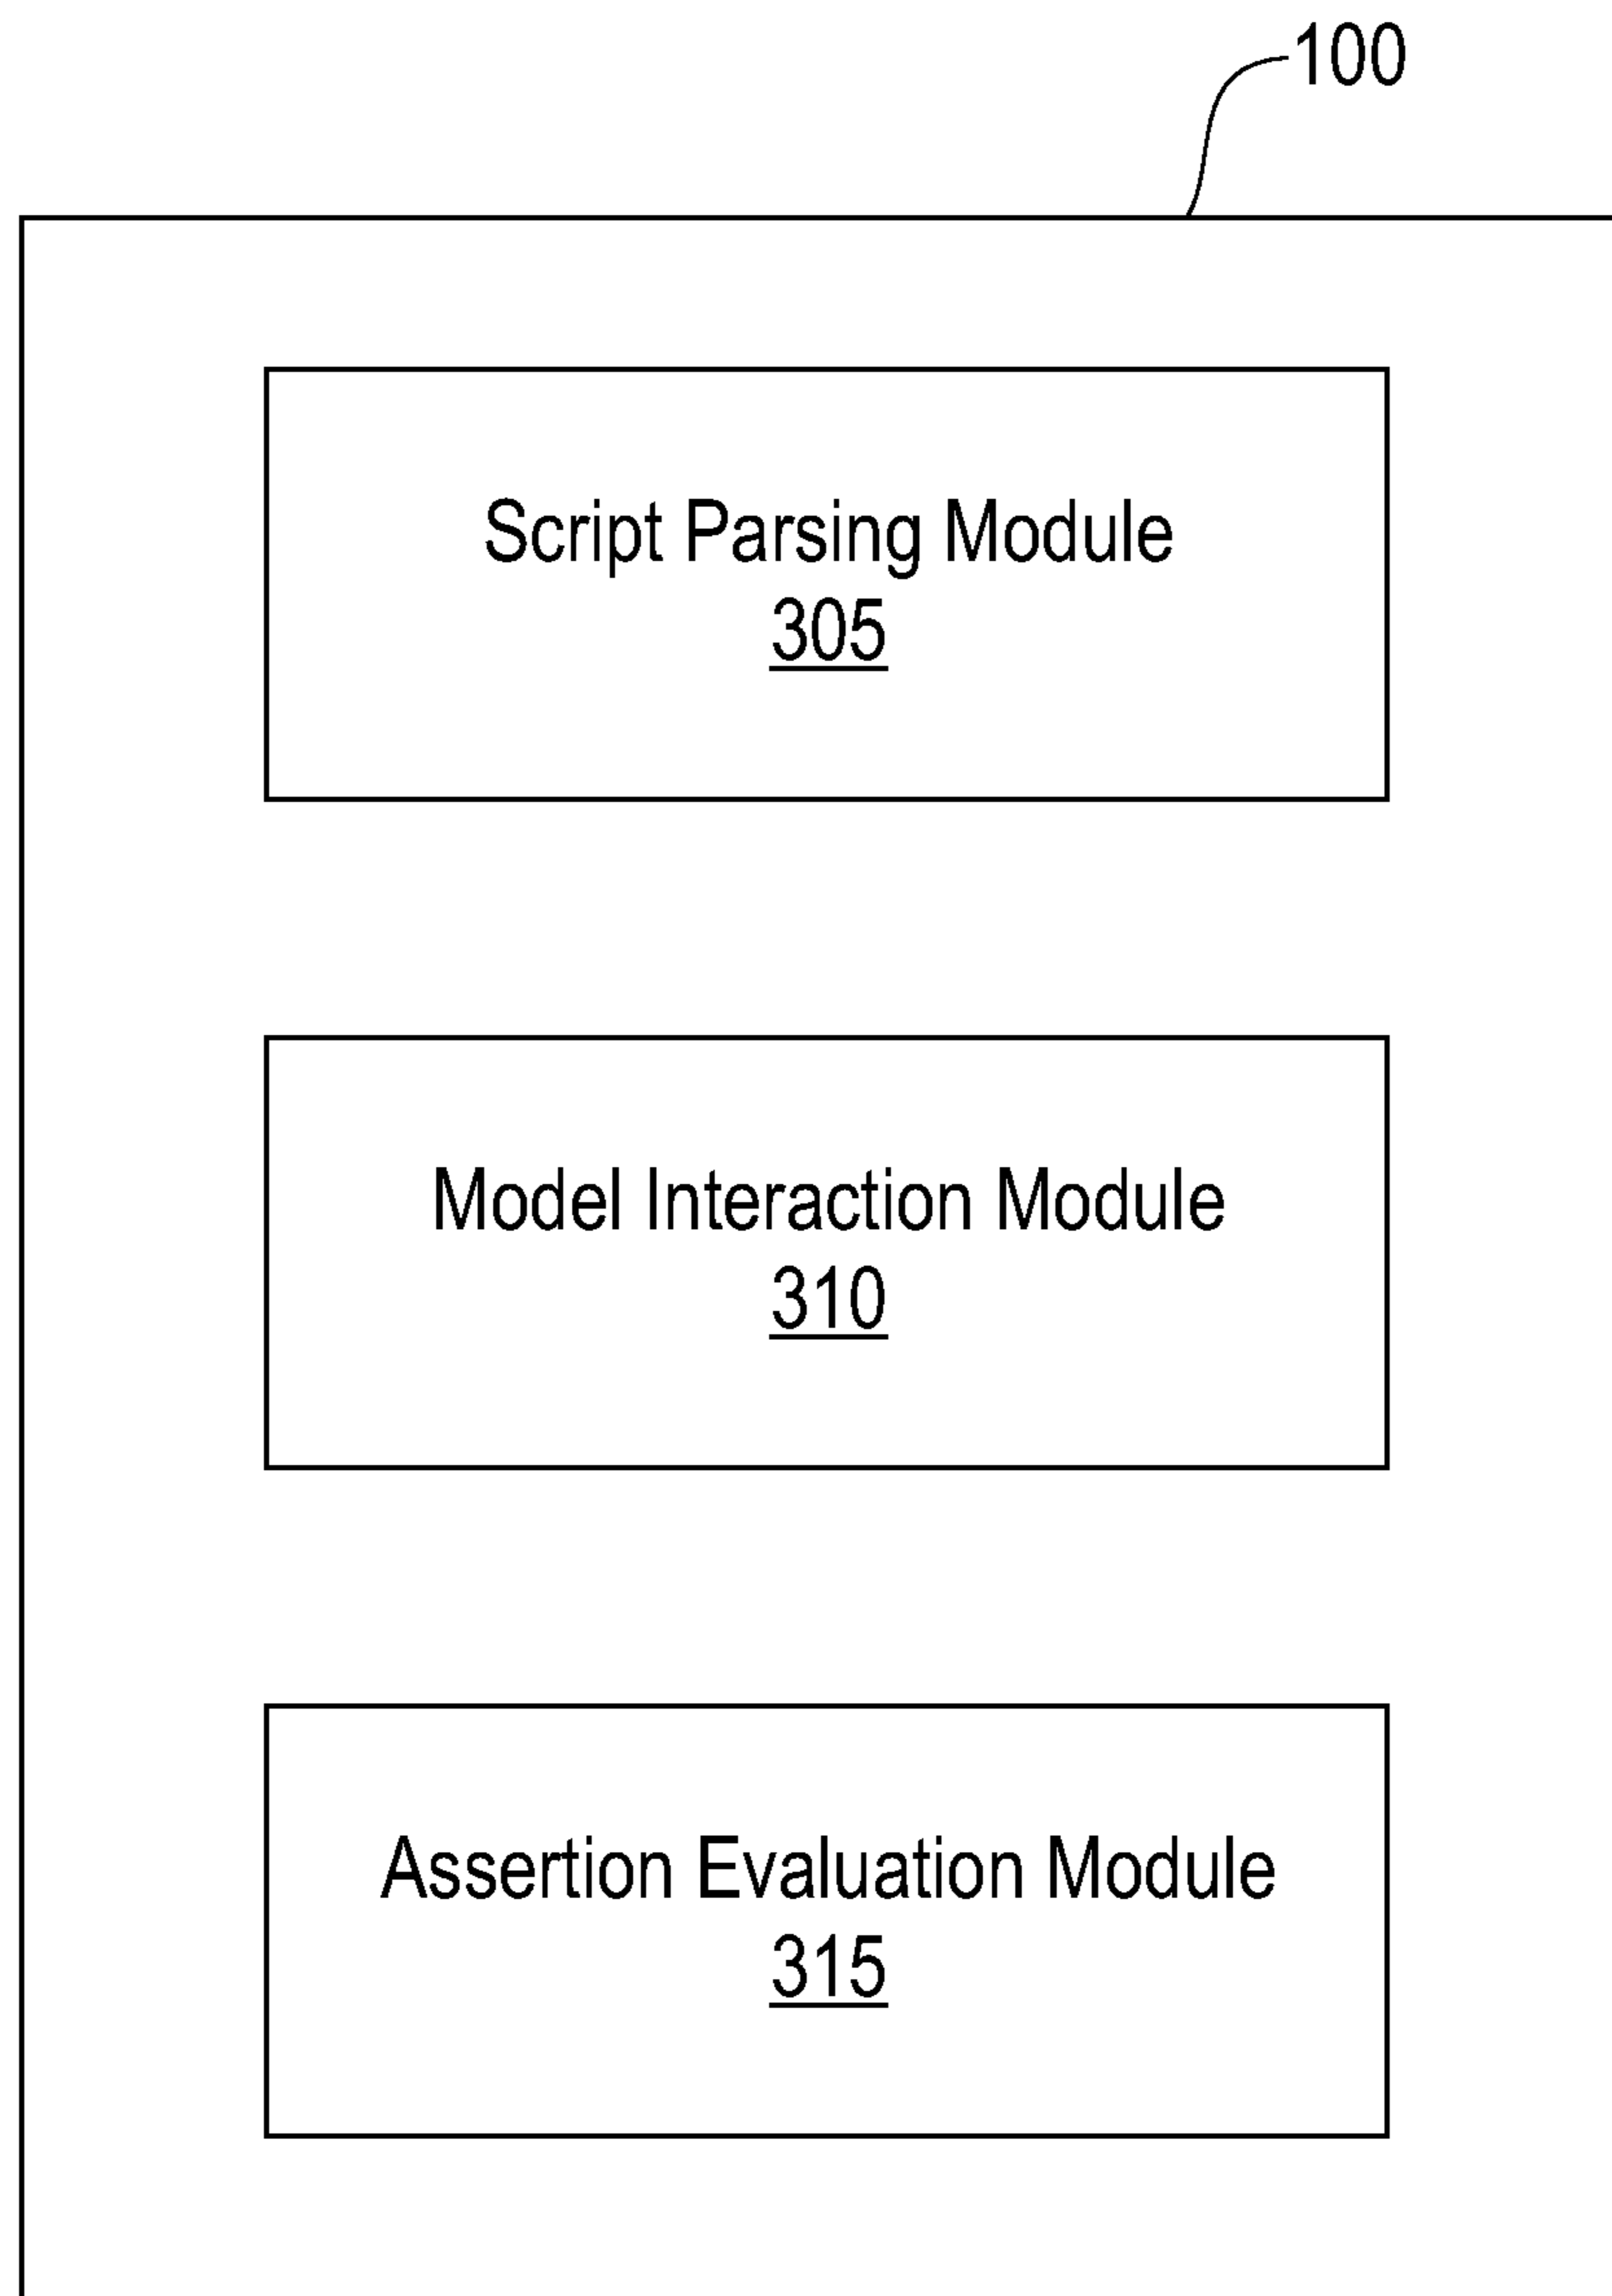 100
Script Parsing Module
305
Model Interaction Module
310
Assertion Evaluation Module
315